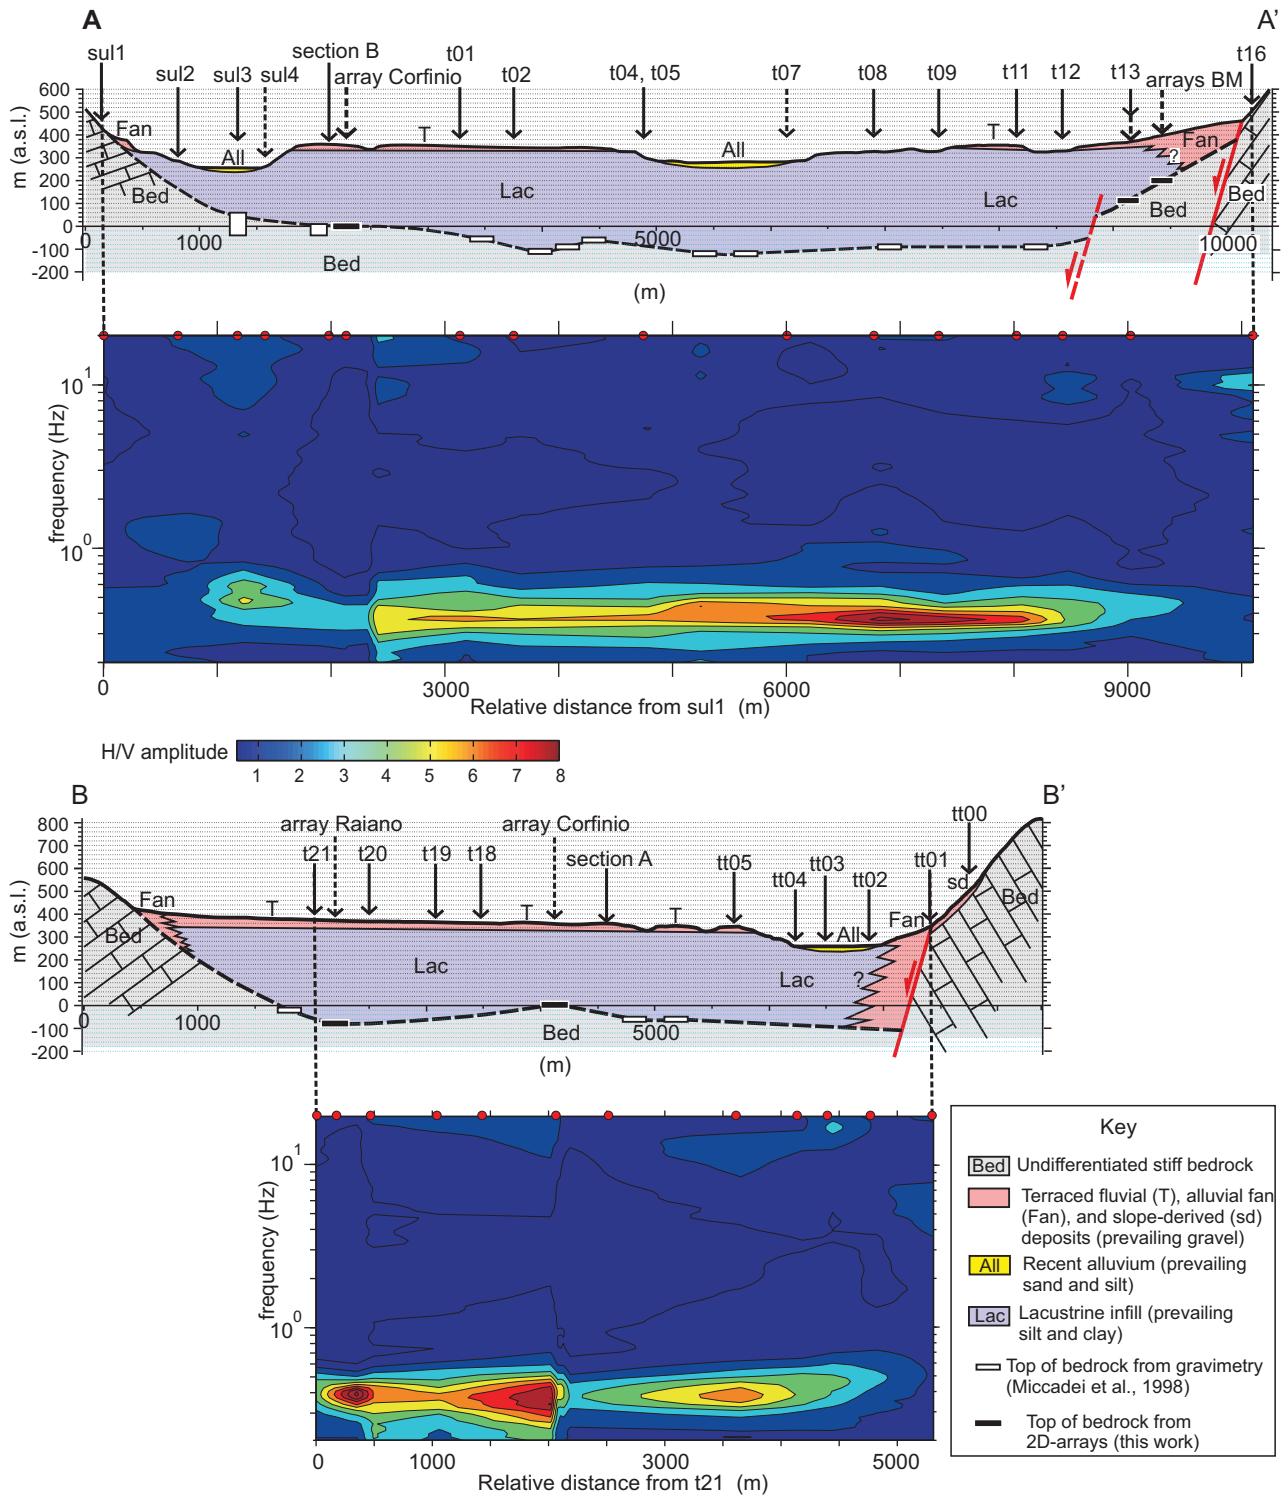 A A'
sul1 section B t01 t16
sul2 sul3 sul4 array Corfinio t02 t04, t05 t07 t08 t09 t11 t12 t13 arrays BM
600
500
400
300
200
100
0
-100
-200
m (a.s.l.)
Fan All T All T Fan
?
Bed Lac Lac Bed Bed
0 1000 5000 10000
Bed
(m)
10^1
10^0
frequency (Hz)
0 3000 6000 9000
Relative distance from sul1 (m)
H/V amplitude
1 2 3 4 5 6 7 8
B B'
800
700
600
500
400
300
200
100
0
-100
-200
m (a.s.l.)
array Raiano array Corfinio tt00
t21 t20 t19 t18 section A tt05 tt04 tt03 tt02 tt01
sd
Fan T T T All Fan Bed
Bed Lac Lac ?
0 1000 Bed 5000
(m)
10^1
10^0
frequency (Hz)
0 1000 3000 5000
Relative distance from t21 (m)
Key
Bed Undifferentiated stiff bedrock
Terraced fluvial (T), alluvial fan
(Fan), and slope-derived (sd)
deposits (prevailing gravel)
All Recent alluvium (prevailing
sand and silt)
Lac Lacustrine infill (prevailing
silt and clay)
Top of bedrock from gravimetry
(Miccadei et al., 1998)
Top of bedrock from
2D-arrays (this work)